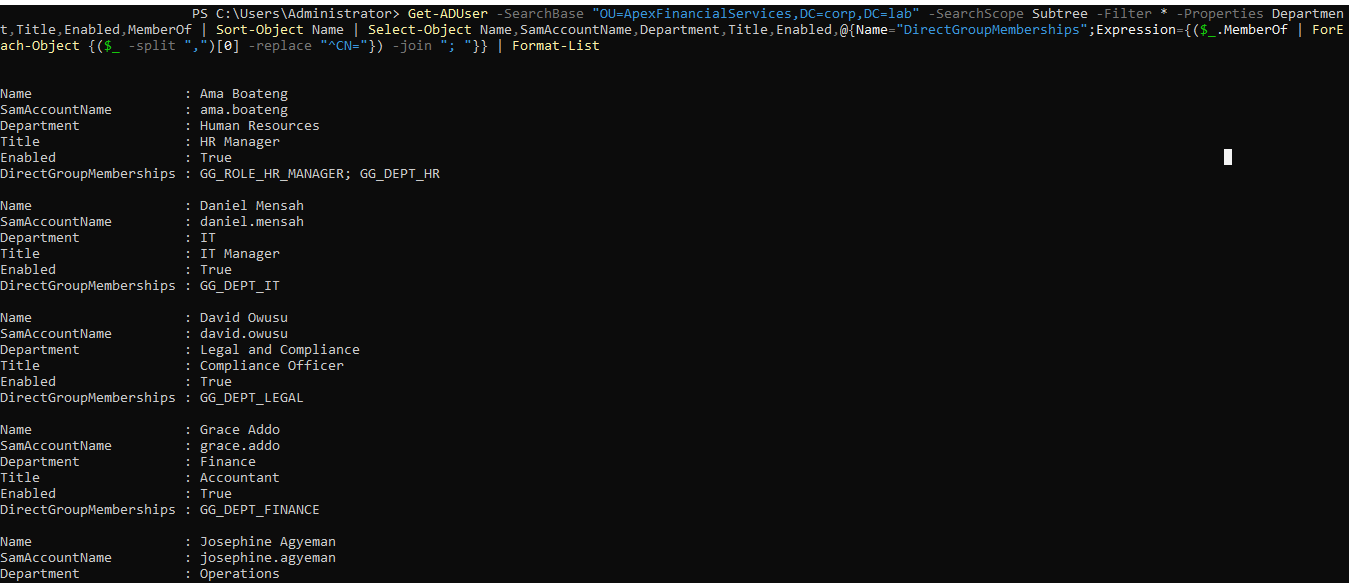 PS C:\Users\Administrator> Get-ADUser -SearchBase "OU=ApexFinancialServices,DC=corp,DC=lab" -SearchScope Subtree -Filter * -Properties Departmen
t,Title,Enabled,MemberOf | Sort-Object Name | Select-Object Name,SamAccountName,Department,Title,Enabled,@{Name="DirectGroupMemberships";Expression={($_.MemberOf | ForE
ach-Object {($_ -split ",")[0] -replace "^CN="}) -join "; "}} | Format-List
Name : Ama Boateng
SamAccountName : ama.boateng
Department : Human Resources
Title : HR Manager
Enabled : True
DirectGroupMemberships : GG_ROLE_HR_MANAGER; GG_DEPT_HR
Name : Daniel Mensah
SamAccountName : daniel.mensah
Department : IT
Title : IT Manager
Enabled : True
DirectGroupMemberships : GG_DEPT_IT
Name : David Owusu
SamAccountName : david.owusu
Department : Legal and Compliance
Title : Compliance Officer
Enabled : True
DirectGroupMemberships : GG_DEPT_LEGAL
Name : Grace Addo
SamAccountName : grace.addo
Department : Finance
Title : Accountant
Enabled : True
DirectGroupMemberships : GG_DEPT_FINANCE
Name : Josephine Agyeman
SamAccountName : josephine.agyeman
Department : Operations